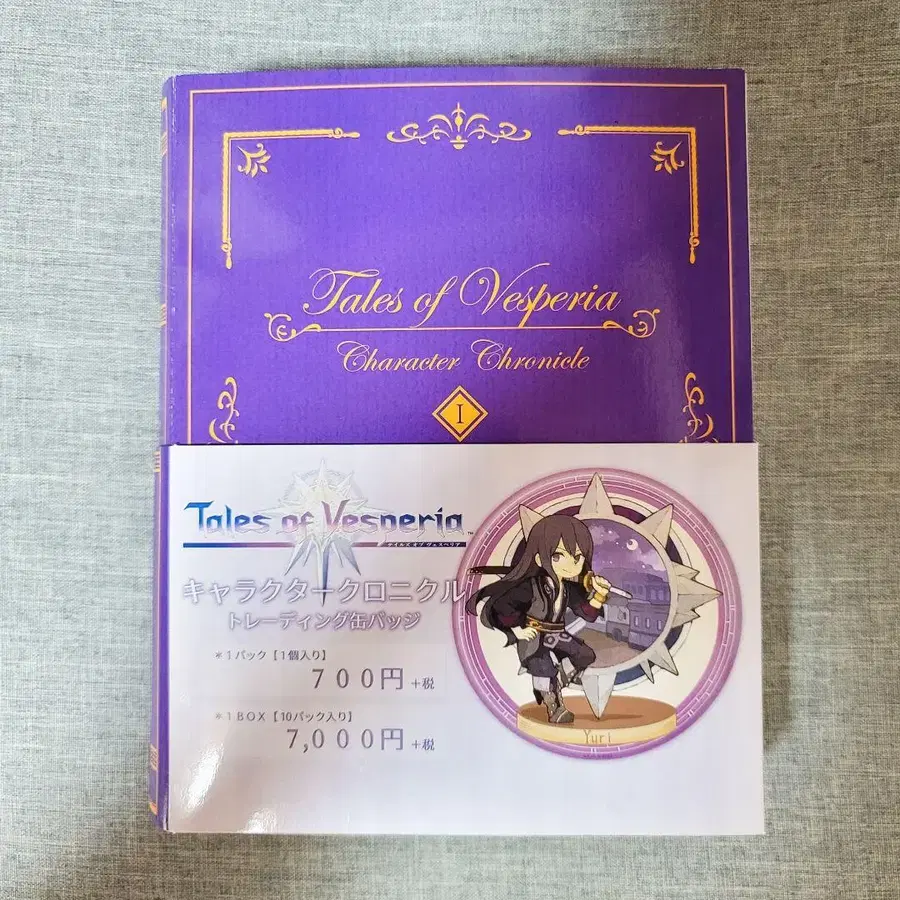 Tales of Vesperia
Character Chronicle
I
Tales of Vesperia™
テイルズ オブ ヴェスペリア
キャラクタークロニクル
トレーディング缶バッジ
＊1パック【1個入り】
７００円 +税
＊1 BOX【10パック入り】
7,０００円 +税
Yuri